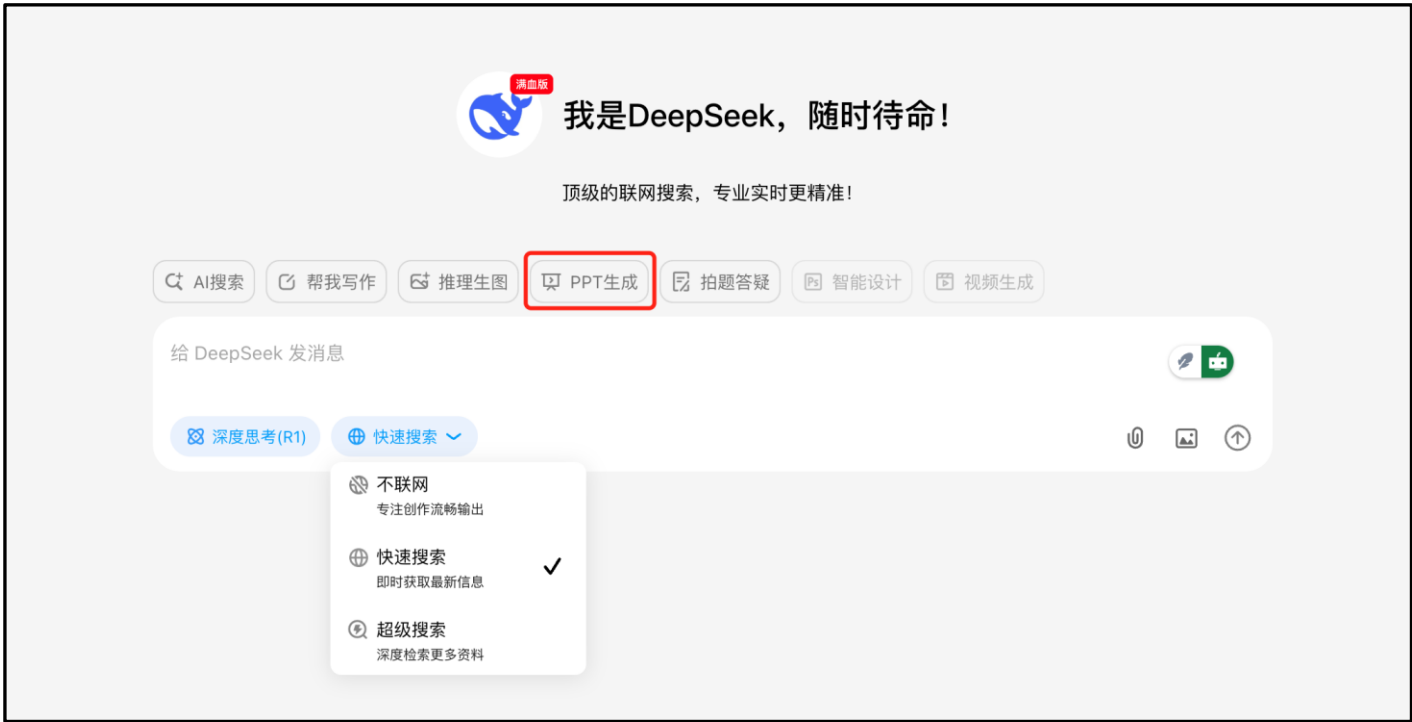 满血版
我是DeepSeek，随时待命！
顶级的联网搜索，专业实时更精准！
AI搜索 帮我写作 推理生图 PPT生成 拍题答疑 Ps 智能设计 视频生成
给 DeepSeek 发消息
深度思考(R1) 快速搜索
不联网
专注创作流畅输出
快速搜索
即时获取最新信息
超级搜索
深度检索更多资料